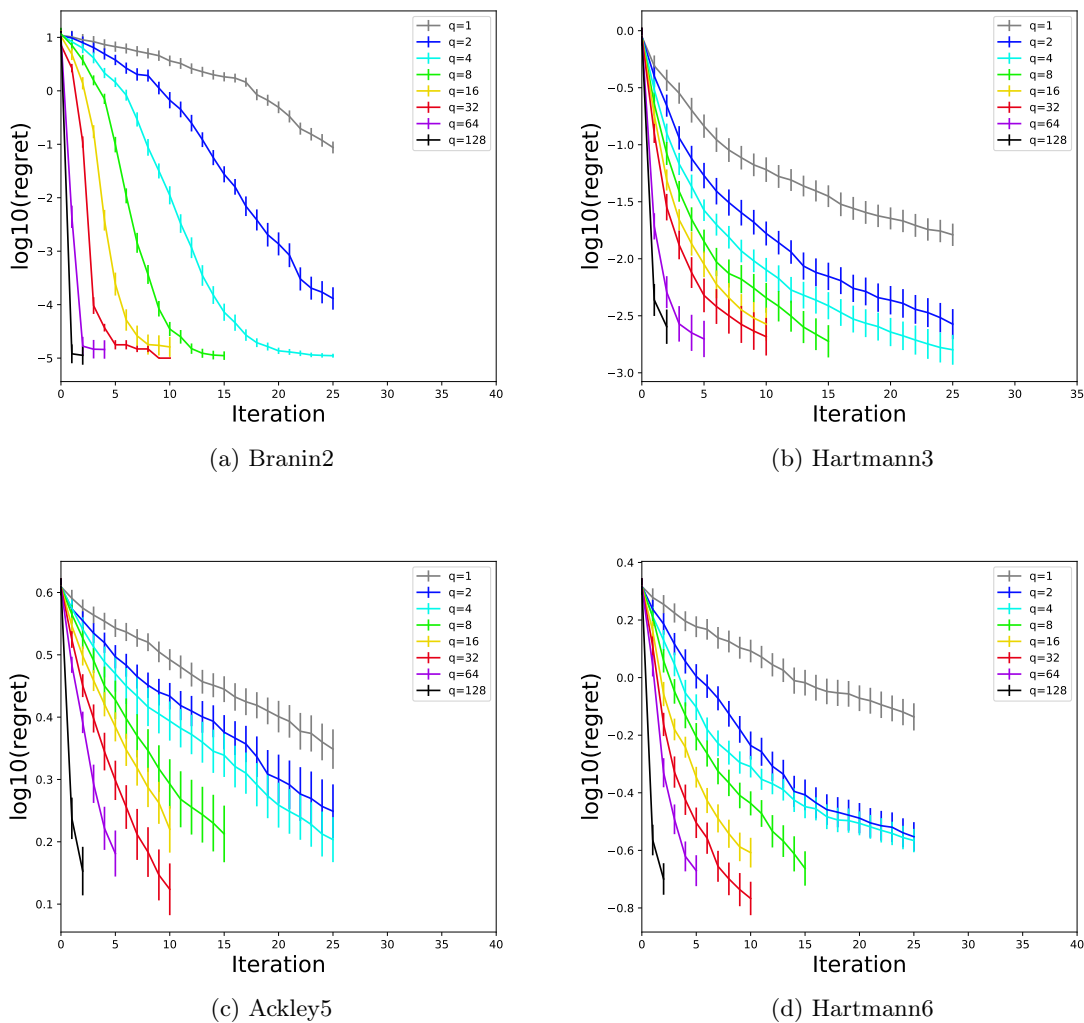 1
0
−1
−2
−3
−4
−5
log10(regret)
0 5 10 15 20 25 30 35 40
Iteration
q=1
q=2
q=4
q=8
q=16
q=32
q=64
q=128
(a) Branin2
0.0
−0.5
−1.0
−1.5
−2.0
−2.5
−3.0
log10(regret)
0 5 10 15 20 25 30 35
Iteration
q=1
q=2
q=4
q=8
q=16
q=32
q=64
q=128
(b) Hartmann3
0.6
0.5
0.4
0.3
0.2
0.1
log10(regret)
0 5 10 15 20 25 30 35 40
Iteration
q=1
q=2
q=4
q=8
q=16
q=32
q=64
q=128
(c) Ackley5
0.4
0.2
0.0
−0.2
−0.4
−0.6
−0.8
log10(regret)
0 5 10 15 20 25 30 35 40
Iteration
q=1
q=2
q=4
q=8
q=16
q=32
q=64
q=128
(d) Hartmann6